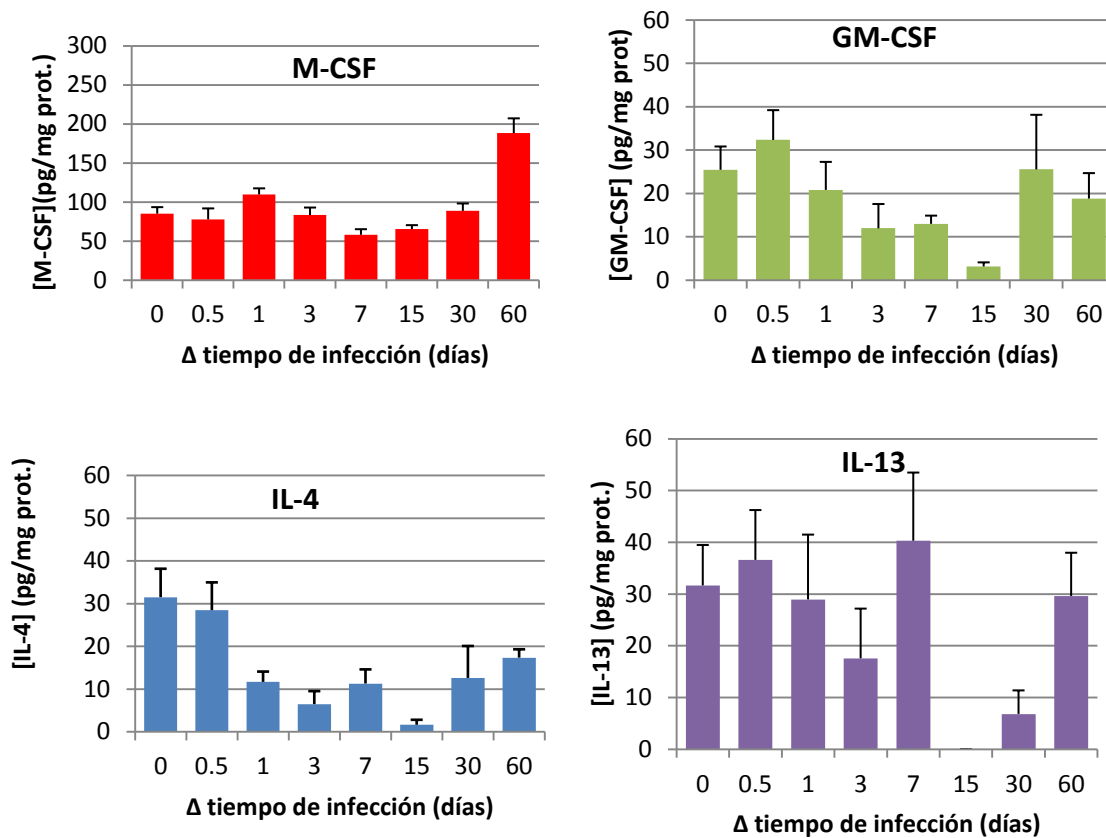 M-CSF
[M-CSF](pg/mg prot.)
300
250
200
150
100
50
0
0 0.5 1 3 7 15 30 60
Δ tiempo de infección (días)
GM-CSF
[GM-CSF] (pg/mg prot)
60
50
40
30
20
10
0
0 0.5 1 3 7 15 30 60
Δ tiempo de infección (días)
IL-4
[IL-4] (pg/mg prot.)
60
50
40
30
20
10
0
0 0.5 1 3 7 15 30 60
Δ tiempo de infección (días)
IL-13
[IL-13] (pg/mg prot.)
60
50
40
30
20
10
0
0 0.5 1 3 7 15 30 60
Δ tiempo de infección (días)